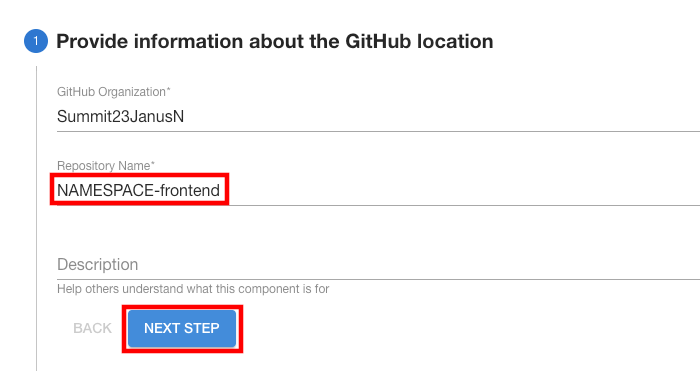 1 Provide information about the GitHub location
GitHub Organization*
Summit23JanusN
Repository Name*
NAMESPACE-frontend
Description
Help others understand what this component is for
BACK NEXT STEP